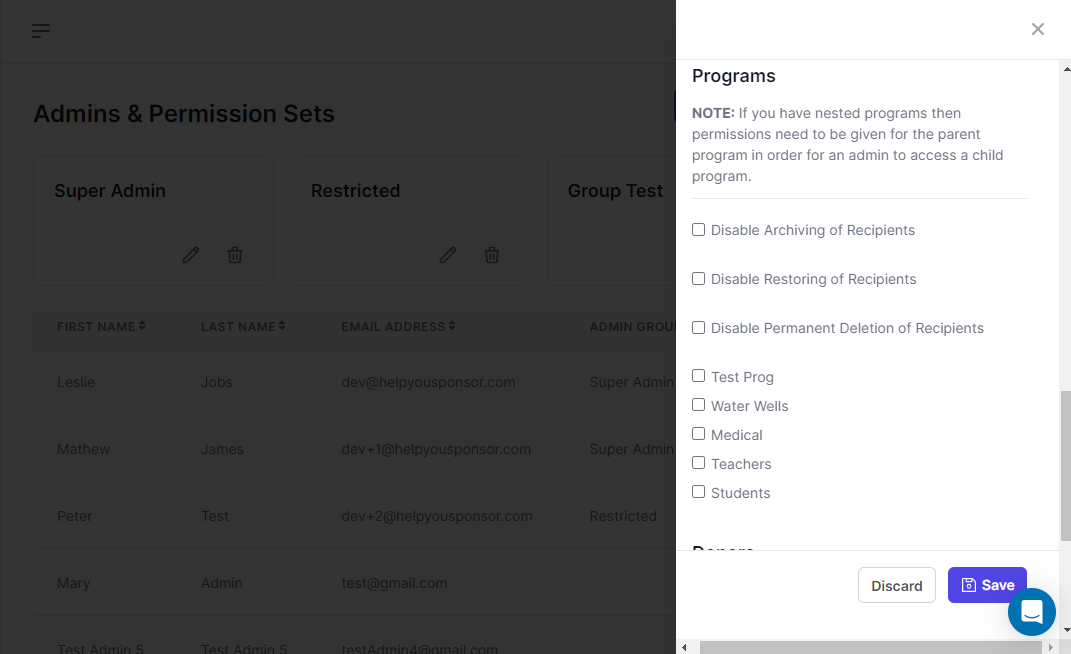 Admins & Permission Sets
Super Admin
Restricted
Group Test
FIRST NAME LAST NAME EMAIL ADDRESS ADMIN GROU
Leslie Jobs dev@helpyousponsor.com Super Admin
Mathew James dev+1@helpyousponsor.com Super Admin
Peter Test dev+2@helpyousponsor.com Restricted
Mary Admin test@gmail.com
Test Admin 5 Test Admin 5 testAdmin4@gmail.com
Programs
NOTE: If you have nested programs then
permissions need to be given for the parent
program in order for an admin to access a child
program.
Disable Archiving of Recipients
Disable Restoring of Recipients
Disable Permanent Deletion of Recipients
Test Prog
Water Wells
Medical
Teachers
Students
Discard
Save